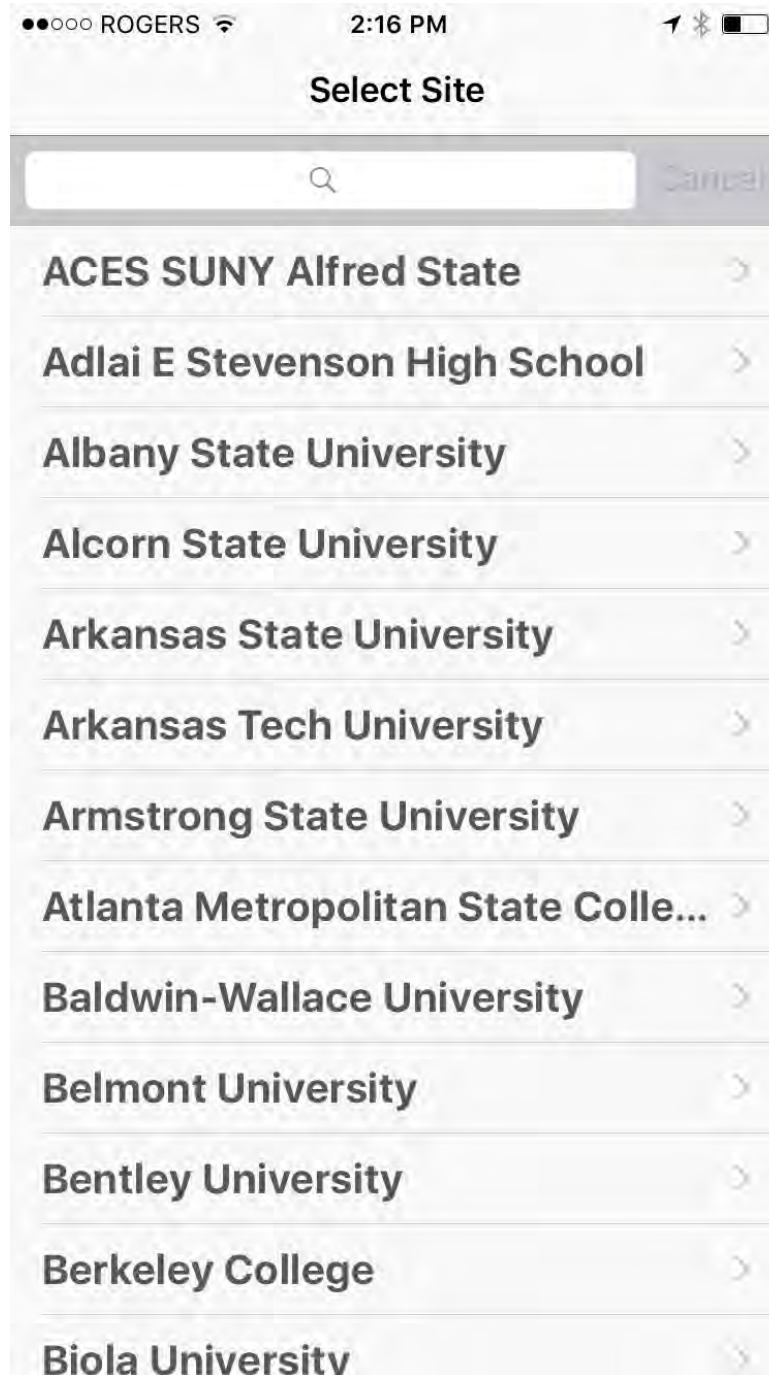 ROGERS 2:16 PM
Select Site
Cancel
ACES SUNY Alfred State
Adlai E Stevenson High School
Albany State University
Alcorn State University
Arkansas State University
Arkansas Tech University
Armstrong State University
Atlanta Metropolitan State Colle...
Baldwin-Wallace University
Belmont University
Bentley University
Berkeley College
Biola University